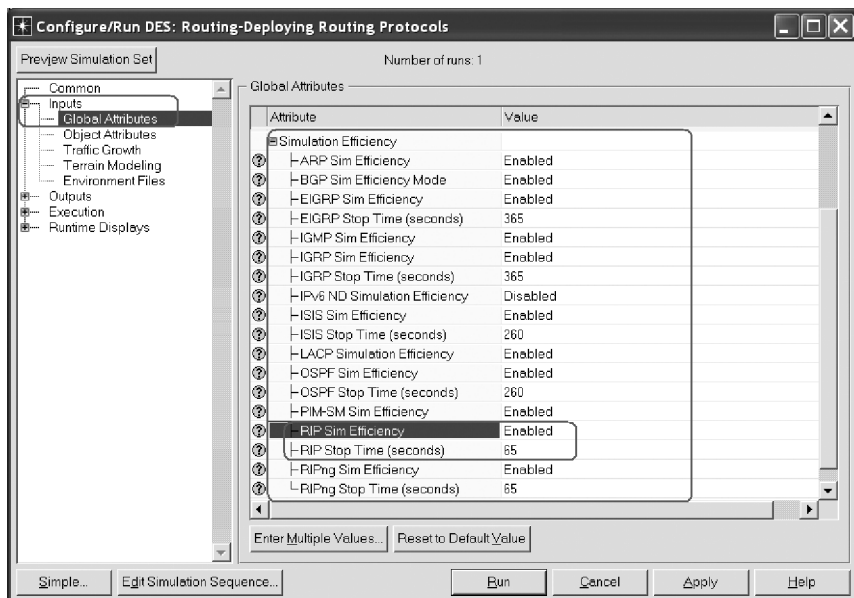 Configure/Run DES: Routing-Deploying Routing Protocols
Preview Simulation Set
Number of runs: 1
Common
Inputs
Global Attributes
Object Attributes
Traffic Growth
Terrain Modeling
Environment Files
Outputs
Execution
Runtime Displays
Global Attributes
Attribute Value
Simulation Efficiency
ARP Sim Efficiency Enabled
BGP Sim Efficiency Mode Enabled
EIGRP Sim Efficiency Enabled
EIGRP Stop Time (seconds) 365
IGMP Sim Efficiency Enabled
IGRP Sim Efficiency Enabled
IGRP Stop Time (seconds) 365
IPv6 ND Simulation Efficiency Disabled
ISIS Sim Efficiency Enabled
ISIS Stop Time (seconds) 260
LACP Simulation Efficiency Enabled
OSPF Sim Efficiency Enabled
OSPF Stop Time (seconds) 260
PIM-SM Sim Efficiency Enabled
RIP Sim Efficiency Enabled
RIP Stop Time (seconds) 65
RIPng Sim Efficiency Enabled
RIPng Stop Time (seconds) 65
Enter Multiple Values... Reset to Default Value
Simple... Edit Simulation Sequence... Run Cancel Apply Help